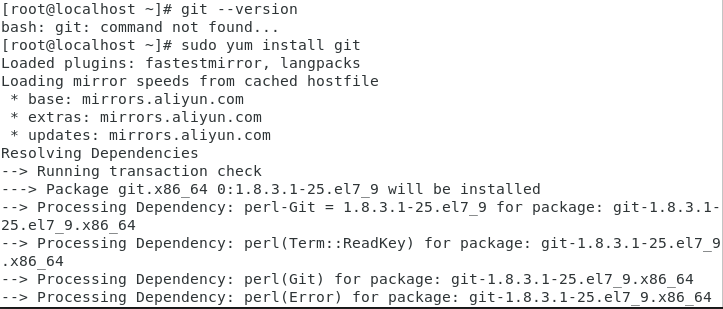 [root@localhost ~]# git --version
bash: git: command not found...
[root@localhost ~]# sudo yum install git
Loaded plugins: fastestmirror, langpacks
Loading mirror speeds from cached hostfile
 * base: mirrors.aliyun.com
 * extras: mirrors.aliyun.com
 * updates: mirrors.aliyun.com
Resolving Dependencies
--> Running transaction check
---> Package git.x86_64 0:1.8.3.1-25.el7_9 will be installed
--> Processing Dependency: perl-Git = 1.8.3.1-25.el7_9 for package: git-1.8.3.1-
25.el7_9.x86_64
--> Processing Dependency: perl(Term::ReadKey) for package: git-1.8.3.1-25.el7_9
.x86_64
--> Processing Dependency: perl(Git) for package: git-1.8.3.1-25.el7_9.x86_64
--> Processing Dependency: perl(Error) for package: git-1.8.3.1-25.el7_9.x86_64